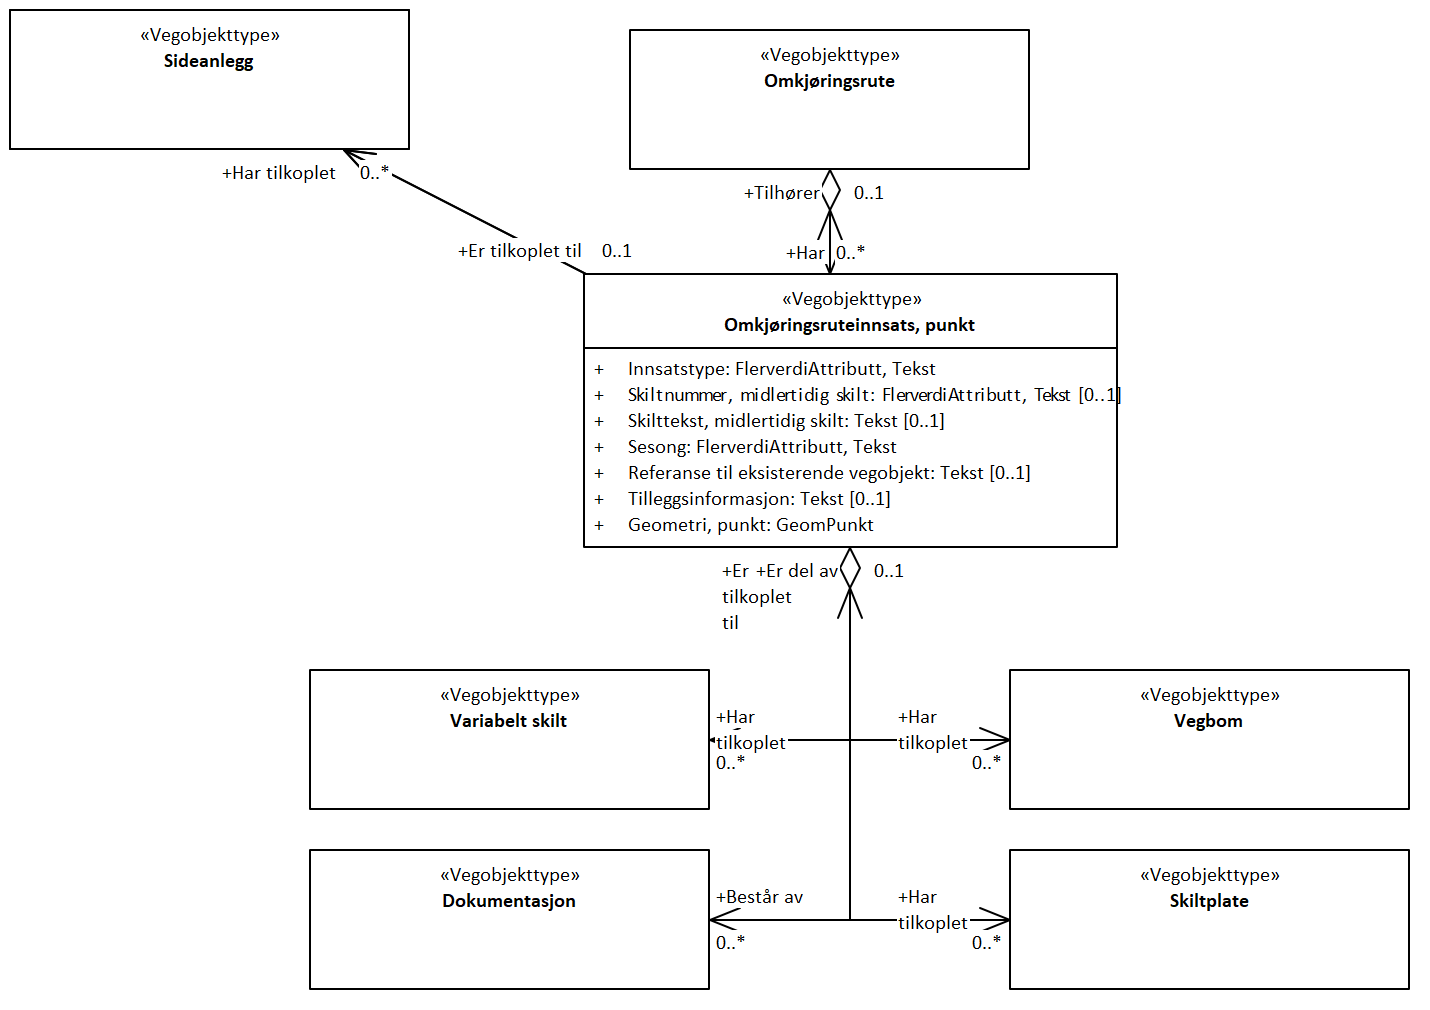 «Vegobjekttype»
Sideanlegg
«Vegobjekttype»
Omkjøringsrute
+Har tilkoplet
0..*
+Tilhører
0..1
+Er tilkoplet til
0..1
+Har
0..*
«Vegobjekttype»
Omkjøringsruteinnsats, punkt
+ Innsatstype: FlerverdiAttributt, Tekst
+ Skiltnummer, midlertidig skilt: FlerverdiAttributt, Tekst [0..1]
+ Skilttekst, midlertidig skilt: Tekst [0..1]
+ Sesong: FlerverdiAttributt, Tekst
+ Referanse til eksisterende vegobjekt: Tekst [0..1]
+ Tilleggsinformasjon: Tekst [0..1]
+ Geometri, punkt: GeomPunkt
+Er
tilkoplet
til
+Er del av
0..1
«Vegobjekttype»
Variabelt skilt
+Har
tilkoplet
0..*
+Har
tilkoplet
0..*
«Vegobjekttype»
Vegbom
«Vegobjekttype»
Dokumentasjon
+Består av
0..*
+Har
tilkoplet
0..*
«Vegobjekttype»
Skiltplate